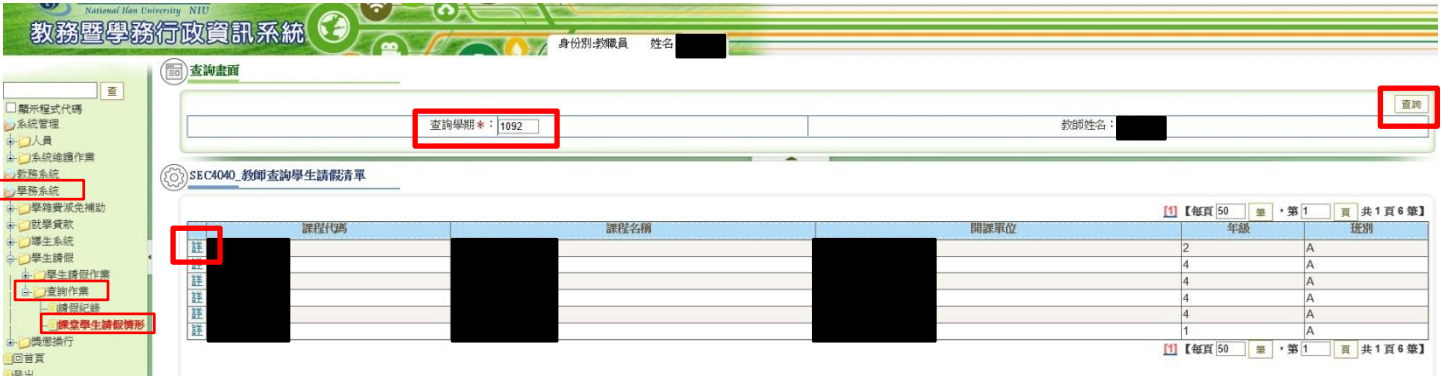 National Ilan University NIU
教務暨學務行政資訊系統
身份別:教職員 姓名
查
顯示程式代碼
系統管理
人員
系統維護作業
教務系統
學務系統
學雜費減免補助
就學貸款
導生系統
學生請假
學生請假作業
查詢作業
請假紀錄
課堂學生請假情形
獎懲操行
回首頁
登出
查詢畫面
查詢
查詢學期*:1092 教師姓名:
SEC4040_教師查詢學生請假清單
[1]【每頁 50 筆,第 1 頁 共 1 頁 6 筆】
課程代碼 課程名稱 開課單位 年級 班別
詳 2 A
詳 4 A
詳 4 A
詳 4 A
詳 4 A
詳 1 A
[1]【每頁 50 筆,第 1 頁 共 1 頁 6 筆】